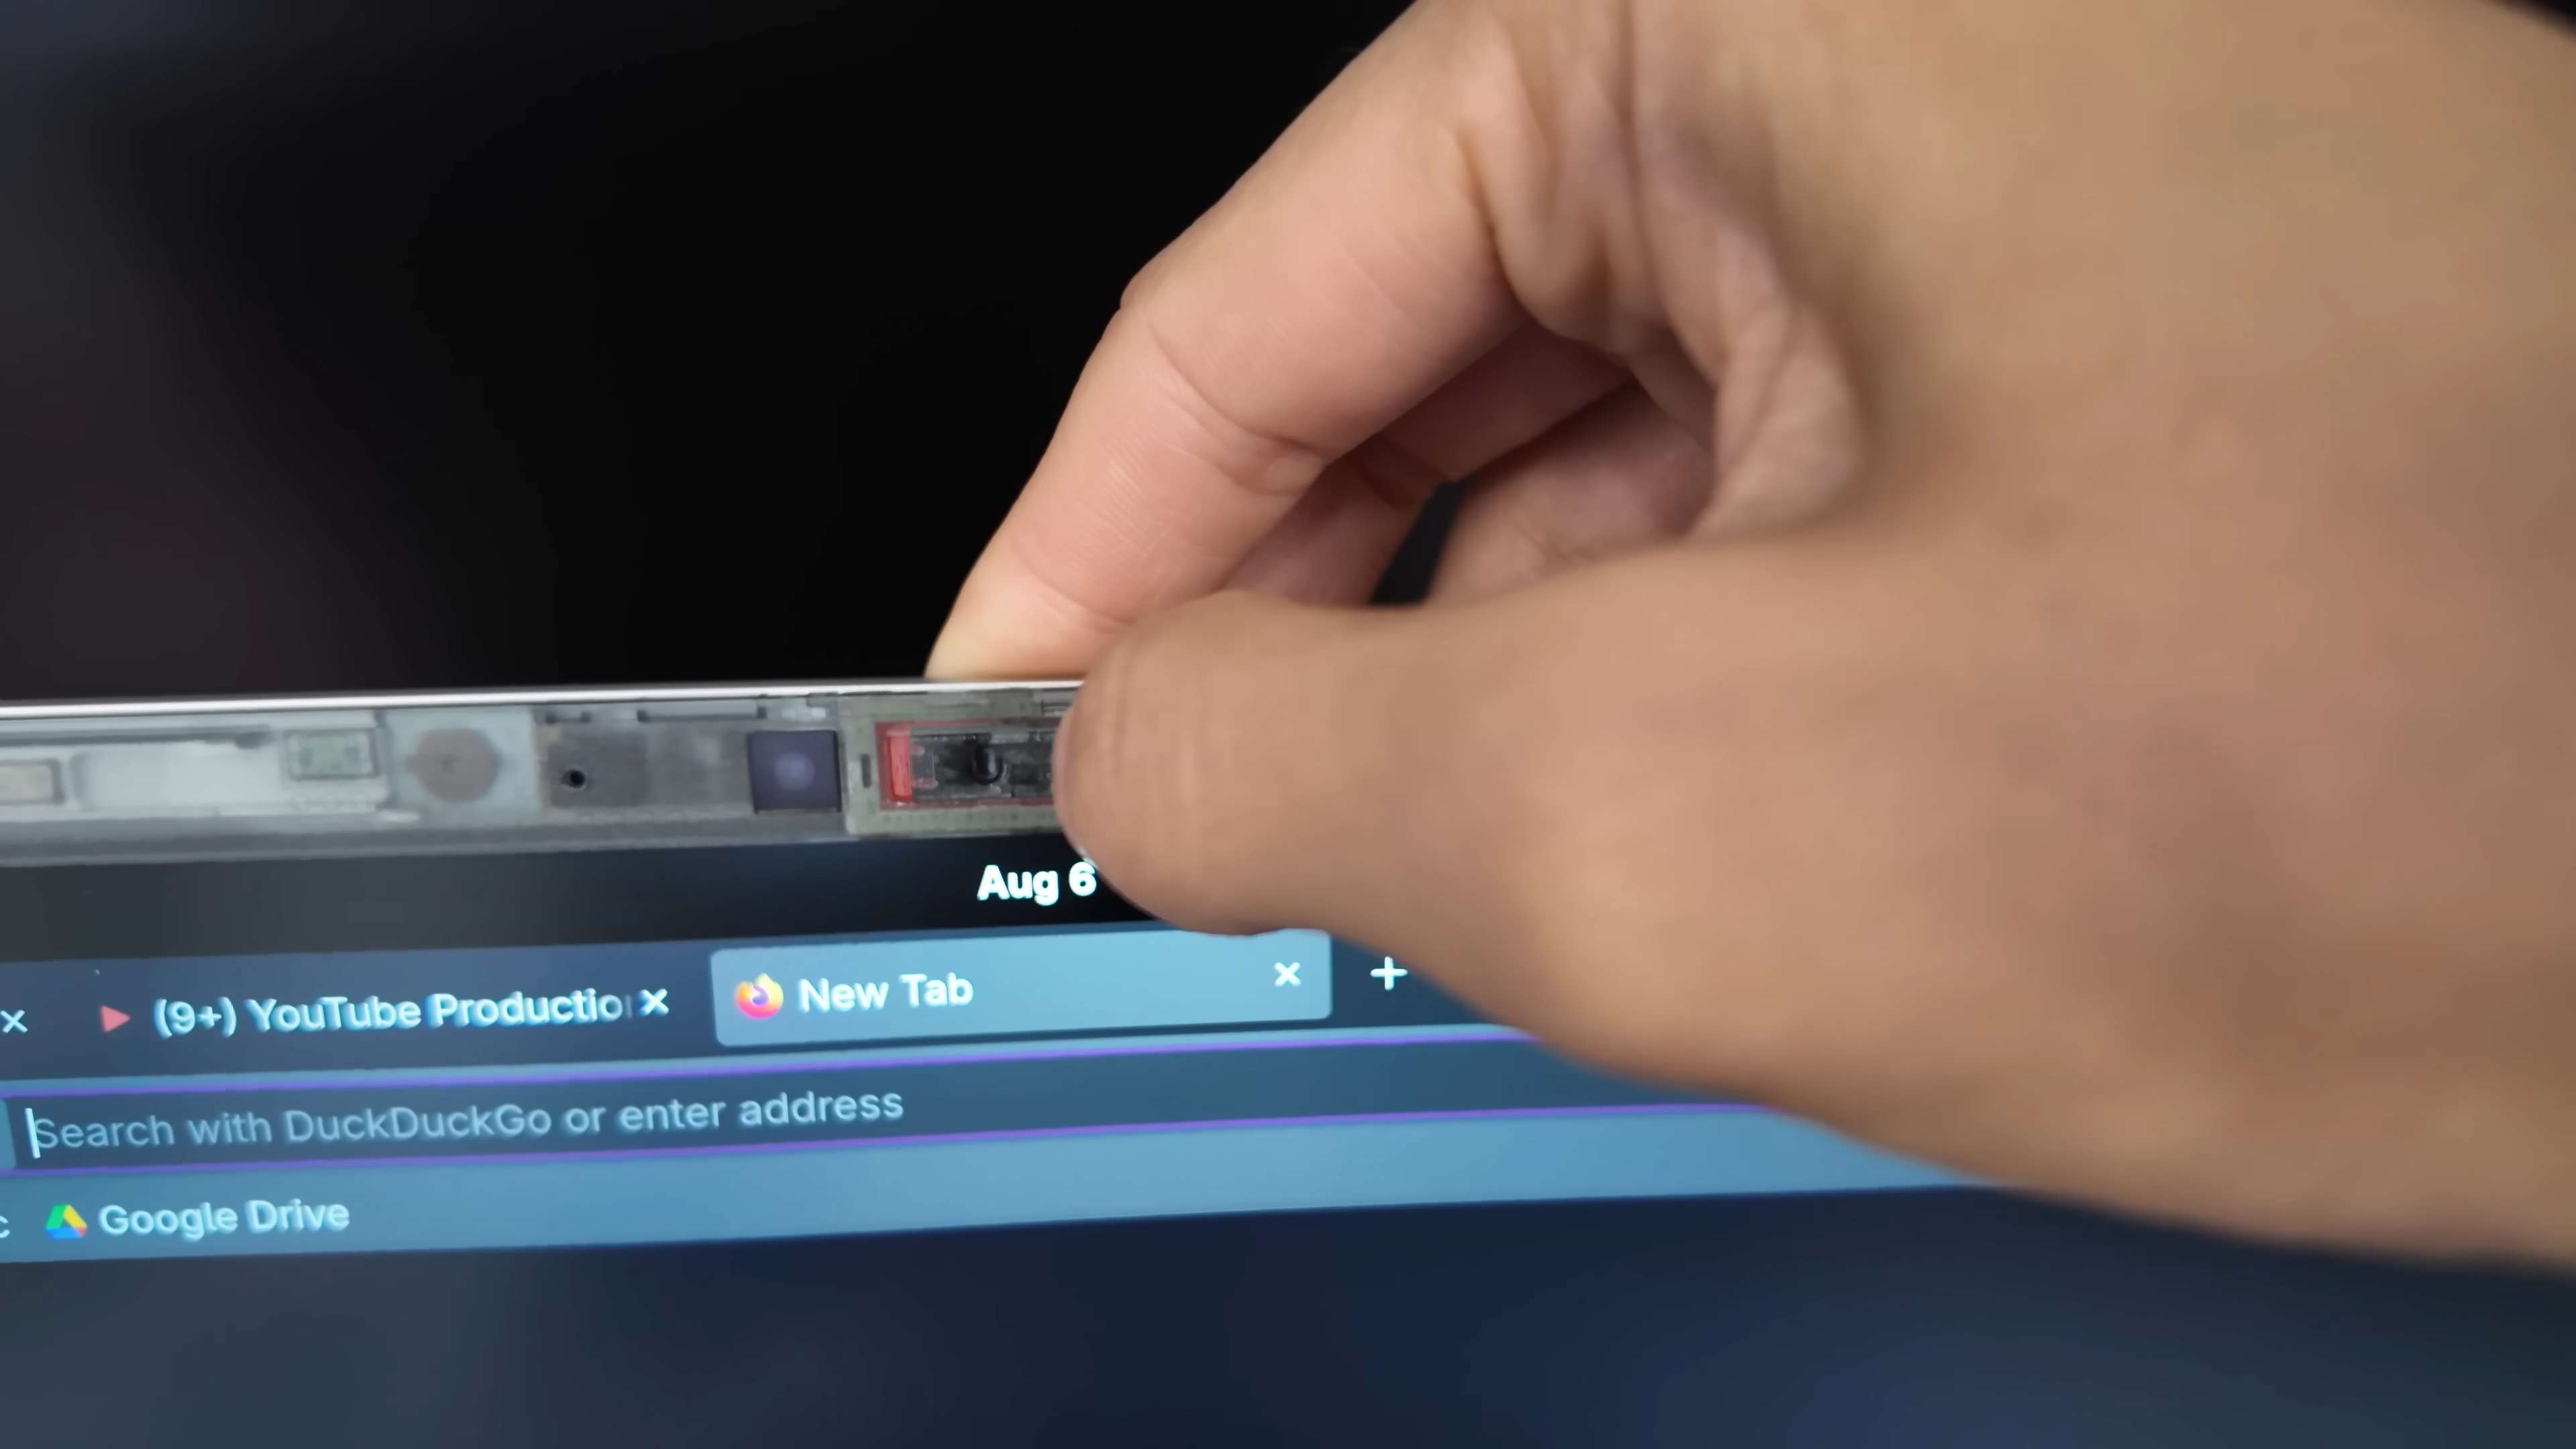 Aug 6
(9+) YouTube Productio
New Tab
Search with DuckDuckGo or enter address
Google Drive